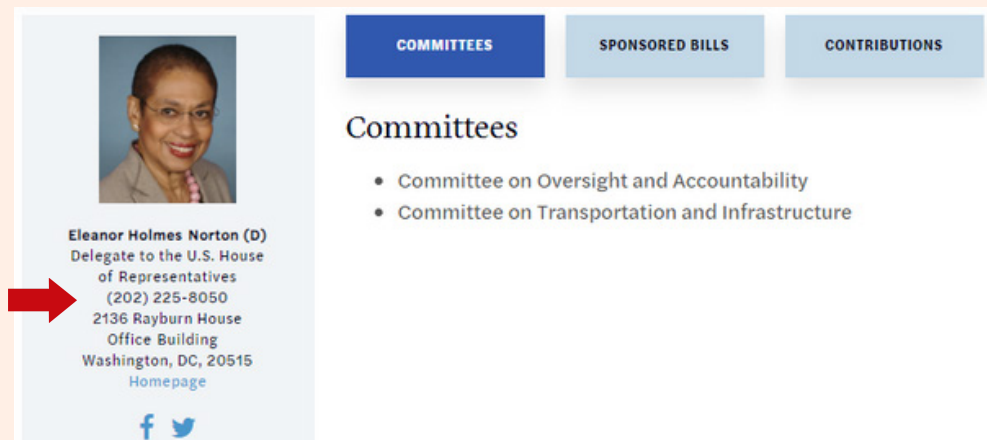 COMMITTEES
SPONSORED BILLS
CONTRIBUTIONS
Committees
• Committee on Oversight and Accountability
• Committee on Transportation and Infrastructure
Eleanor Holmes Norton (D)
Delegate to the U.S. House
of Representatives
(202) 225-8050
2136 Rayburn House
Office Building
Washington, DC, 20515
Homepage